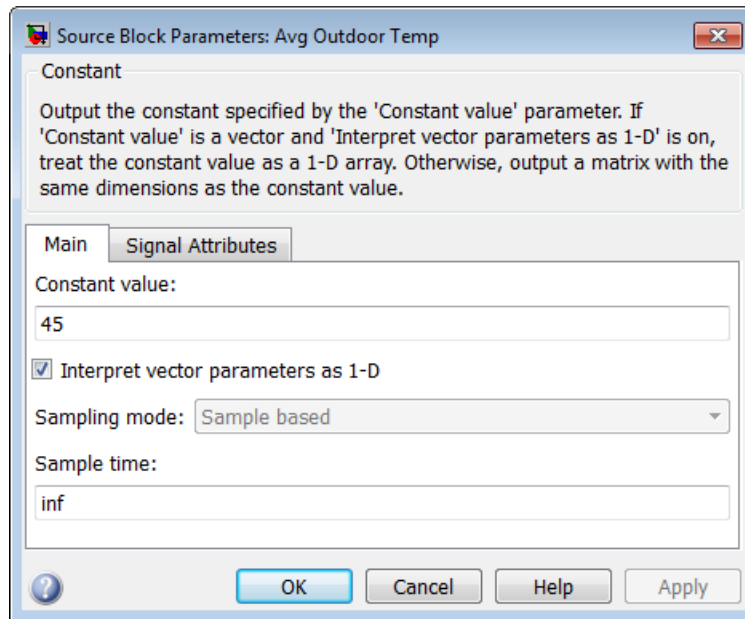 Source Block Parameters: Avg Outdoor Temp
Constant
Output the constant specified by the 'Constant value' parameter. If
'Constant value' is a vector and 'Interpret vector parameters as 1-D' is on,
treat the constant value as a 1-D array. Otherwise, output a matrix with the
same dimensions as the constant value.
Main Signal Attributes
Constant value:
45
Interpret vector parameters as 1-D
Sampling mode: Sample based
Sample time:
inf
OK Cancel Help Apply